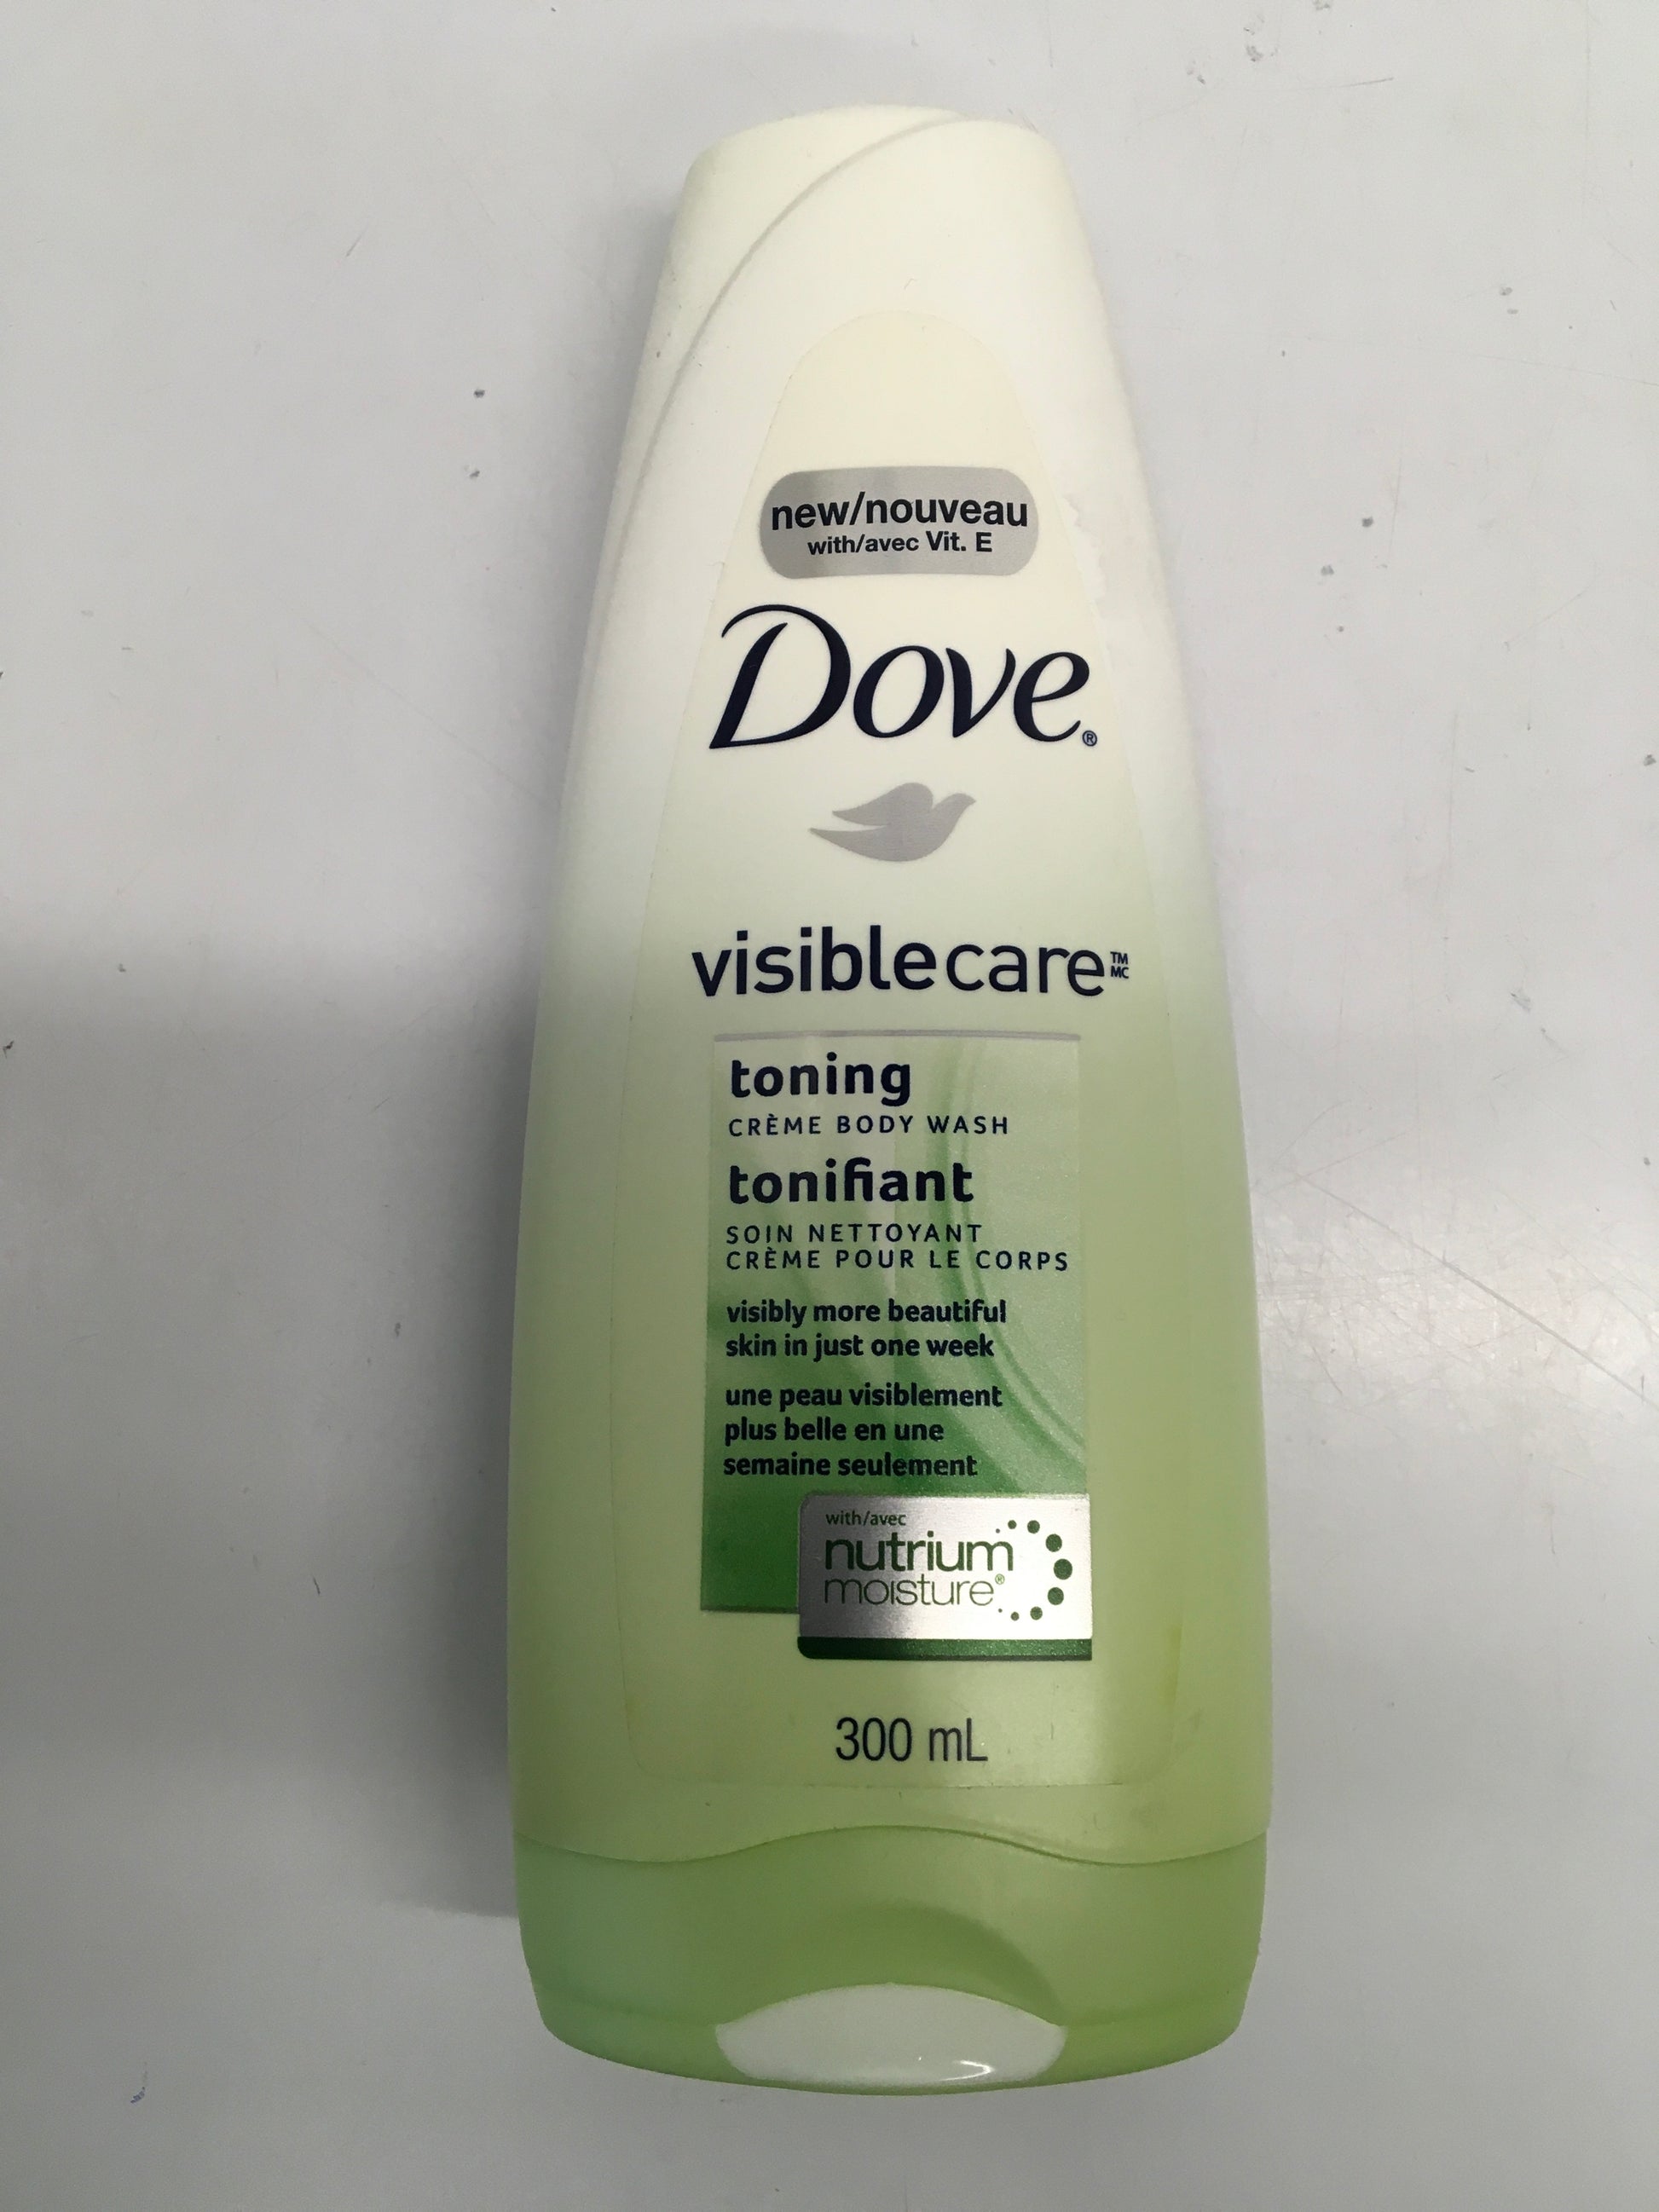 new/nouveau
with/avec Vit. E
Dove®
visiblecare™ MC
toning
CRÈME BODY WASH
tonifiant
SOIN NETTOYANT
CRÈME POUR LE CORPS
visibly more beautiful
skin in just one week
une peau visiblement
plus belle en une
semaine seulement
with/avec
nutrium
moisture®
300 mL